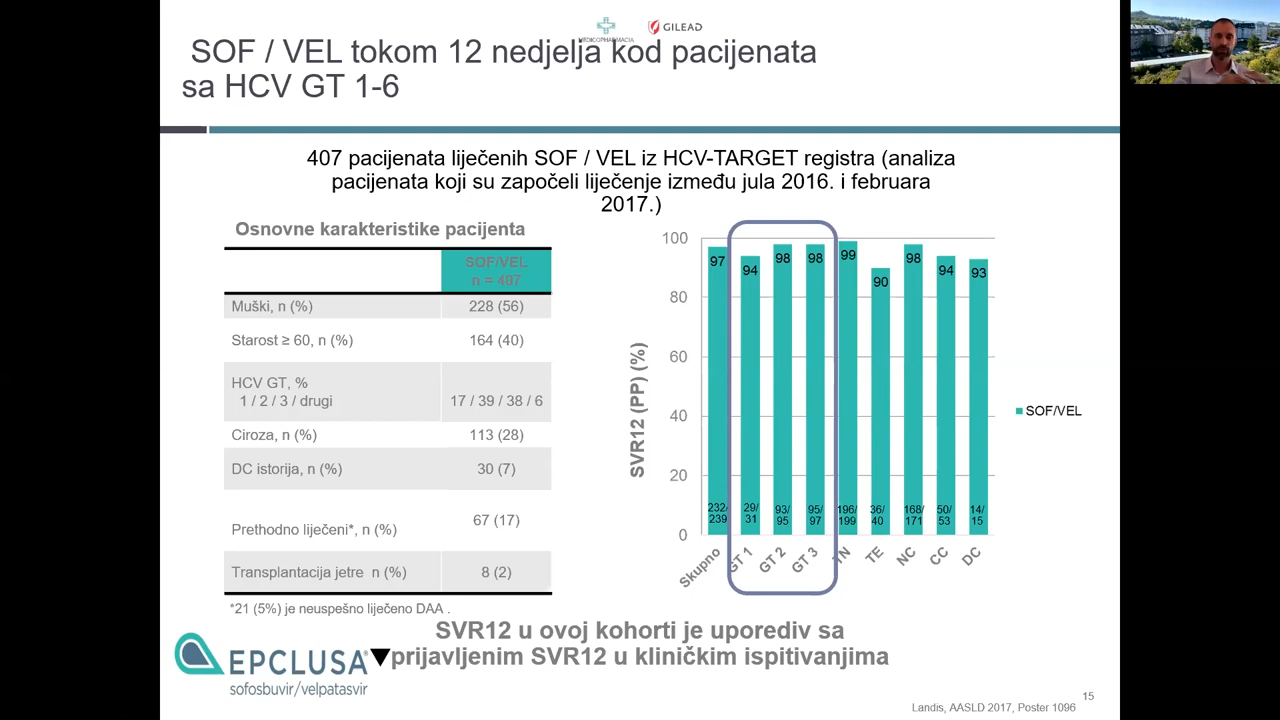 MEDICOPHARMACIA
GILEAD
SOF / VEL tokom 12 nedjelja kod pacijenata
sa HCV GT 1-6
407 pacijenata liječenih SOF / VEL iz HCV-TARGET registra (analiza
pacijenata koji su započeli liječenje između jula 2016. i februara
2017.)
Osnovne karakteristike pacijenta
SOF/VEL
n = 407
Muški, n (%) 228 (56)
Starost ≥ 60, n (%) 164 (40)
HCV GT, %
1 / 2 / 3 / drugi 17 / 39 / 38 / 6
Ciroza, n (%) 113 (28)
DC istorija, n (%) 30 (7)
Prethodno liječeni*, n (%) 67 (17)
Transplantacija jetre n (%) 8 (2)
*21 (5%) je neuspešno liječeno DAA .
SVR12 (PP) (%)
100
80
60
40
20
0
97 94 98 98 99 90 98 94 93
232/ 29/ 93/ 95/ 196/ 36/ 168/ 50/ 14/
239 31 95 97 199 40 171 53 15
Skupno GT 1 GT 2 GT 3 TN TE NC CC DC
SOF/VEL
SVR12 u ovoj kohorti je uporediv sa
prijavljenim SVR12 u kliničkim ispitivanjima
EPCLUSA▼
sofosbuvir/velpatasvir
15
Landis, AASLD 2017, Poster 1096